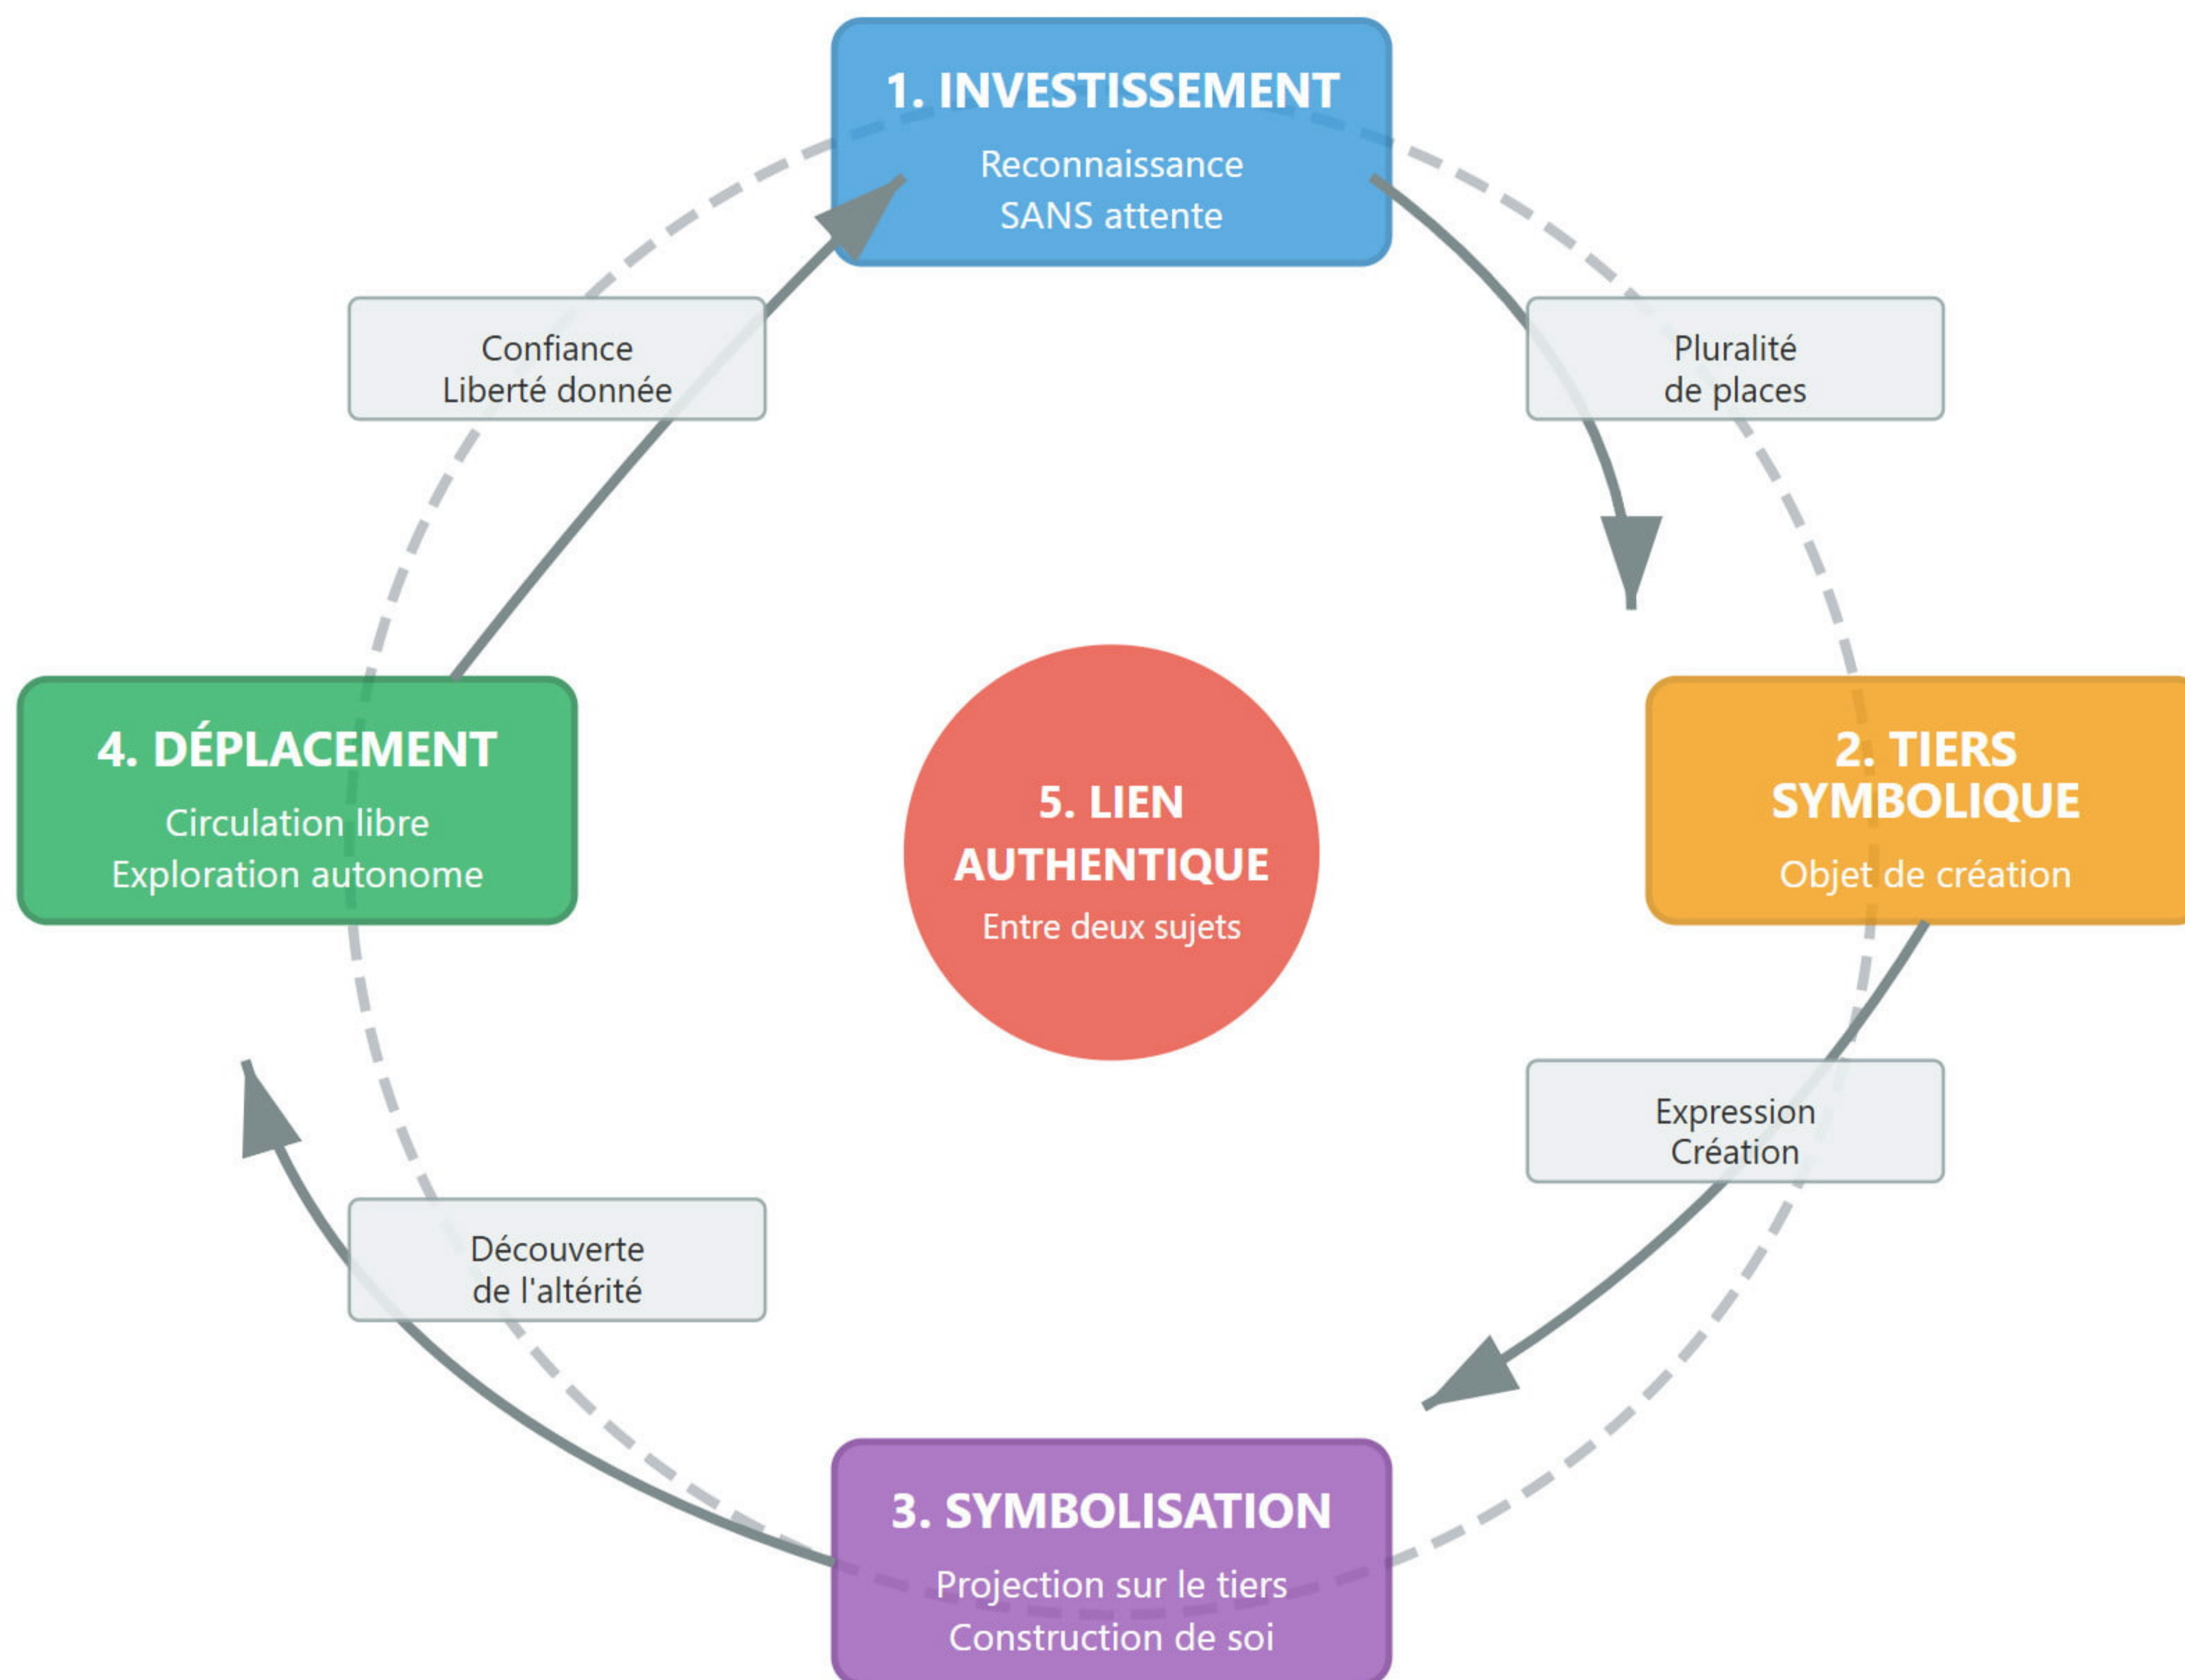 1. INVESTISSEMENT
Reconnaissance
SANS attente
Confiance
Liberté donnée
Pluralité
de places
4. DÉPLACEMENT
Circulation libre
Exploration autonome
5. LIEN
AUTHENTIQUE
Entre deux sujets
2. TIERS
SYMBOLIQUE
Objet de création
Expression
Création
Découverte
de l'altérité
3. SYMBOLISATION
Projection sur le tiers
Construction de soi